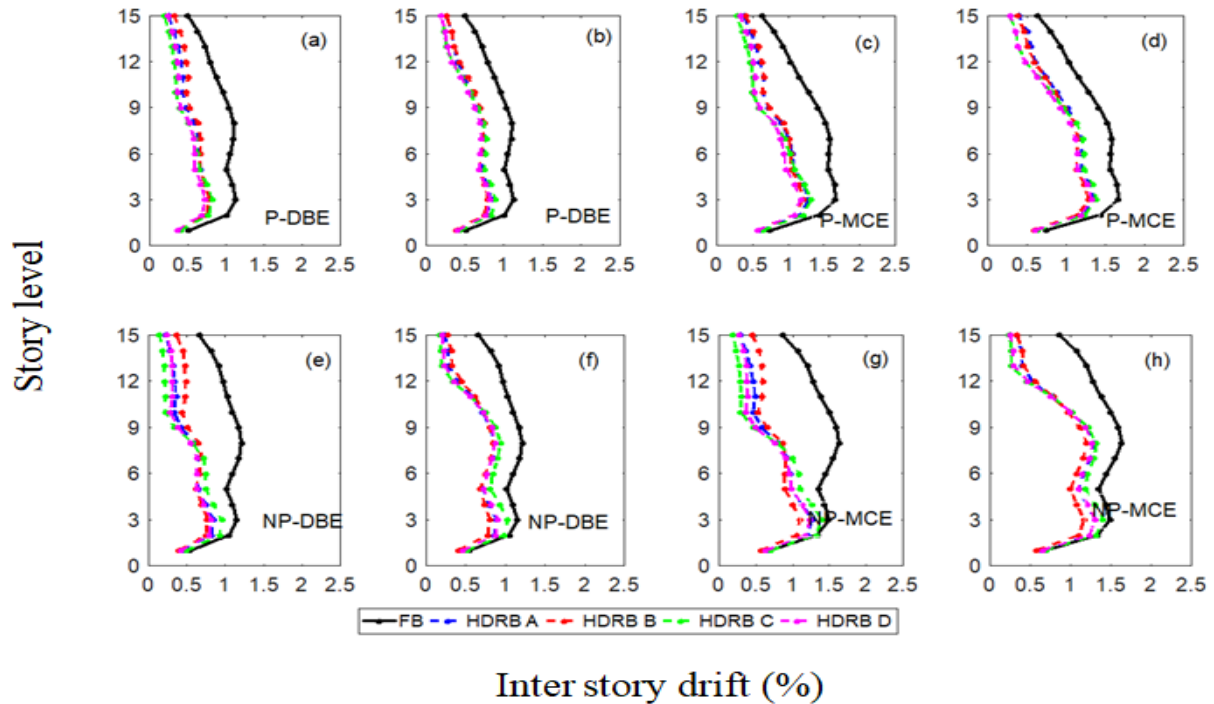 15 (a) 15 (b) 15 (c) 15 (d)
12 12 12 12
9 9 9 9
6 6 6 6
3 P-DBE 3 P-DBE 3 P-MCE 3 P-MCE
0 0 0 0
0 0.5 1 1.5 2 2.5 0 0.5 1 1.5 2 2.5 0 0.5 1 1.5 2 2.5 0 0.5 1 1.5 2 2.5
Story level
15 (e) 15 (f) 15 (g) 15 (h)
12 12 12 12
9 9 9 9
6 6 6 6
3 NP-DBE 3 NP-DBE 3 NP-MCE 3 NP-MCE
0 0 0 0
0 0.5 1 1.5 2 2.5 0 0.5 1 1.5 2 2.5 0 0.5 1 1.5 2 2.5 0 0.5 1 1.5 2 2.5
FB HDRB A HDRB B HDRB C HDRB D
Inter story drift (%)